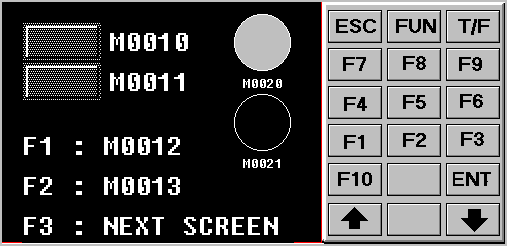 M0010
M0011
M0020
M0021
F1 : M0012
F2 : M0013
F3 : NEXT SCREEN
ESC FUN T/F
F7 F8 F9
F4 F5 F6
F1 F2 F3
F10 ENT